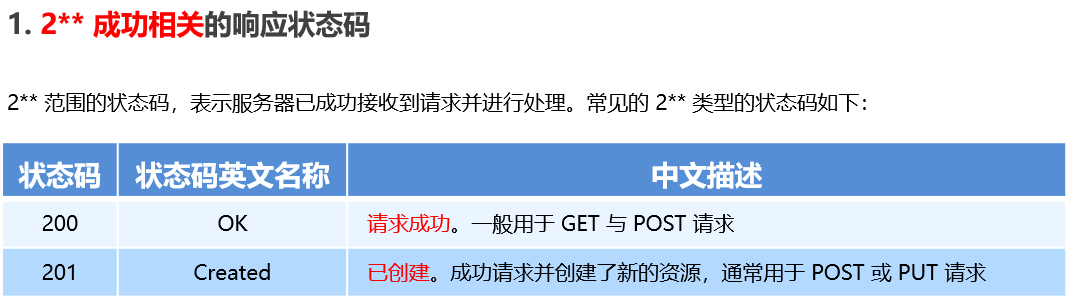 1. 2** 成功相关的响应状态码
2** 范围的状态码，表示服务器已成功接收到请求并进行处理。常见的 2** 类型的状态码如下：
状态码 状态码英文名称 中文描述
200 OK 请求成功。一般用于 GET 与 POST 请求
201 Created 已创建。成功请求并创建了新的资源，通常用于 POST 或 PUT 请求